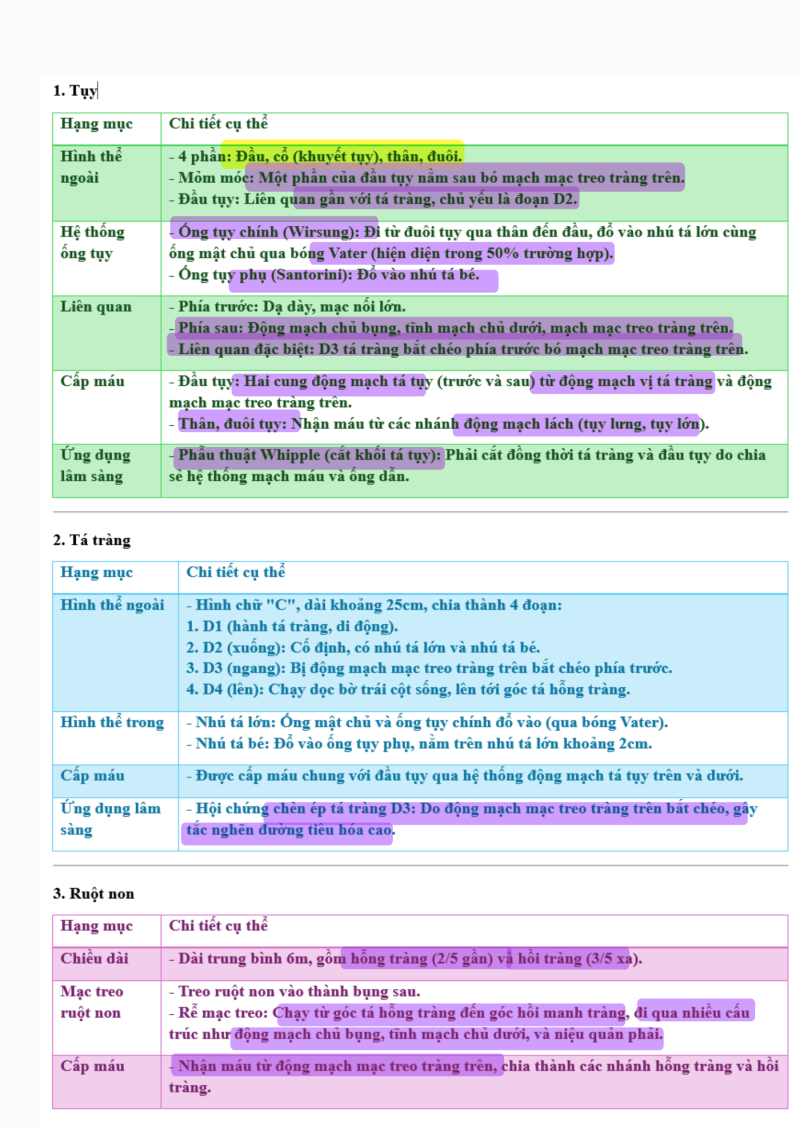 1. Tụy
Hạng mục
Chi tiết cụ thể
Hình thể
ngoài
- 4 phần: Đầu, cổ (khuyết tụy), thân, đuôi.
- Mỏm móc: Một phần của đầu tụy nằm sau bó mạch mạc treo tràng trên.
- Đầu tụy: Liên quan gần với tá tràng, chủ yếu là đoạn D2.
Hệ thống
ống tụy
- Ống tụy chính (Wirsung): Đi từ đuôi tụy qua thân đến đầu, đổ vào nhú tá lớn cùng
ống mật chủ qua bóng Vater (hiện diện trong 50% trường hợp).
- Ống tụy phụ (Santorini): Đổ vào nhú tá bé.
Liên quan
- Phía trước: Dạ dày, mạc nối lớn.
- Phía sau: Động mạch chủ bụng, tĩnh mạch chủ dưới, mạch mạc treo tràng trên.
- Liên quan đặc biệt: D3 tá tràng bắt chéo phía trước bó mạch mạc treo tràng trên.
Cấp máu
- Đầu tụy: Hai cung động mạch tá tụy (trước và sau) từ động mạch vị tá tràng và động
mạch mạc treo tràng trên.
- Thân, đuôi tụy: Nhận máu từ các nhánh động mạch lách (tụy lưng, tụy lớn).
Ứng dụng
lâm sàng
- Phẫu thuật Whipple (cắt khối tá tụy): Phải cắt đồng thời tá tràng và đầu tụy do chia
sẻ hệ thống mạch máu và ống dẫn.
2. Tá tràng
Hạng mục
Chi tiết cụ thể
Hình thể ngoài
- Hình chữ "C", dài khoảng 25cm, chia thành 4 đoạn:
1. D1 (hành tá tràng, di động).
2. D2 (xuống): Cố định, có nhú tá lớn và nhú tá bé.
3. D3 (ngang): Bị động mạch mạc treo tràng trên bắt chéo phía trước.
4. D4 (lên): Chạy dọc bờ trái cột sống, lên tới góc tá hỗng tràng.
Hình thể trong
- Nhú tá lớn: Ống mật chủ và ống tụy chính đổ vào (qua bóng Vater).
- Nhú tá bé: Đổ vào ống tụy phụ, nằm trên nhú tá lớn khoảng 2cm.
Cấp máu
- Được cấp máu chung với đầu tụy qua hệ thống động mạch tá tụy trên và dưới.
Ứng dụng lâm
sàng
- Hội chứng chèn ép tá tràng D3: Do động mạch mạc treo tràng trên bắt chéo, gây
tắc nghẽn đường tiêu hóa cao.
3. Ruột non
Hạng mục
Chi tiết cụ thể
Chiều dài
- Dài trung bình 6m, gồm hỗng tràng (2/5 gần) và hồi tràng (3/5 xa).
Mạc treo
ruột non
- Treo ruột non vào thành bụng sau.
- Rễ mạc treo: Chạy từ góc tá hỗng tràng đến góc hồi manh tràng, đi qua nhiều cấu
trúc như động mạch chủ bụng, tĩnh mạch chủ dưới, và niệu quản phải.
Cấp máu
- Nhận máu từ động mạch mạc treo tràng trên, chia thành các nhánh hỗng tràng và hồi
tràng.